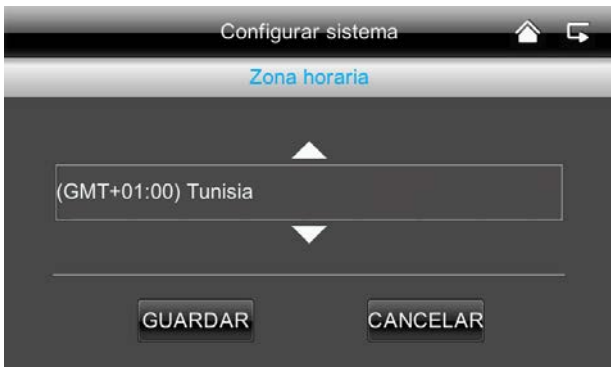 Configurar sistema
Zona horaria
(GMT+01:00) Tunisia
GUARDAR
CANCELAR